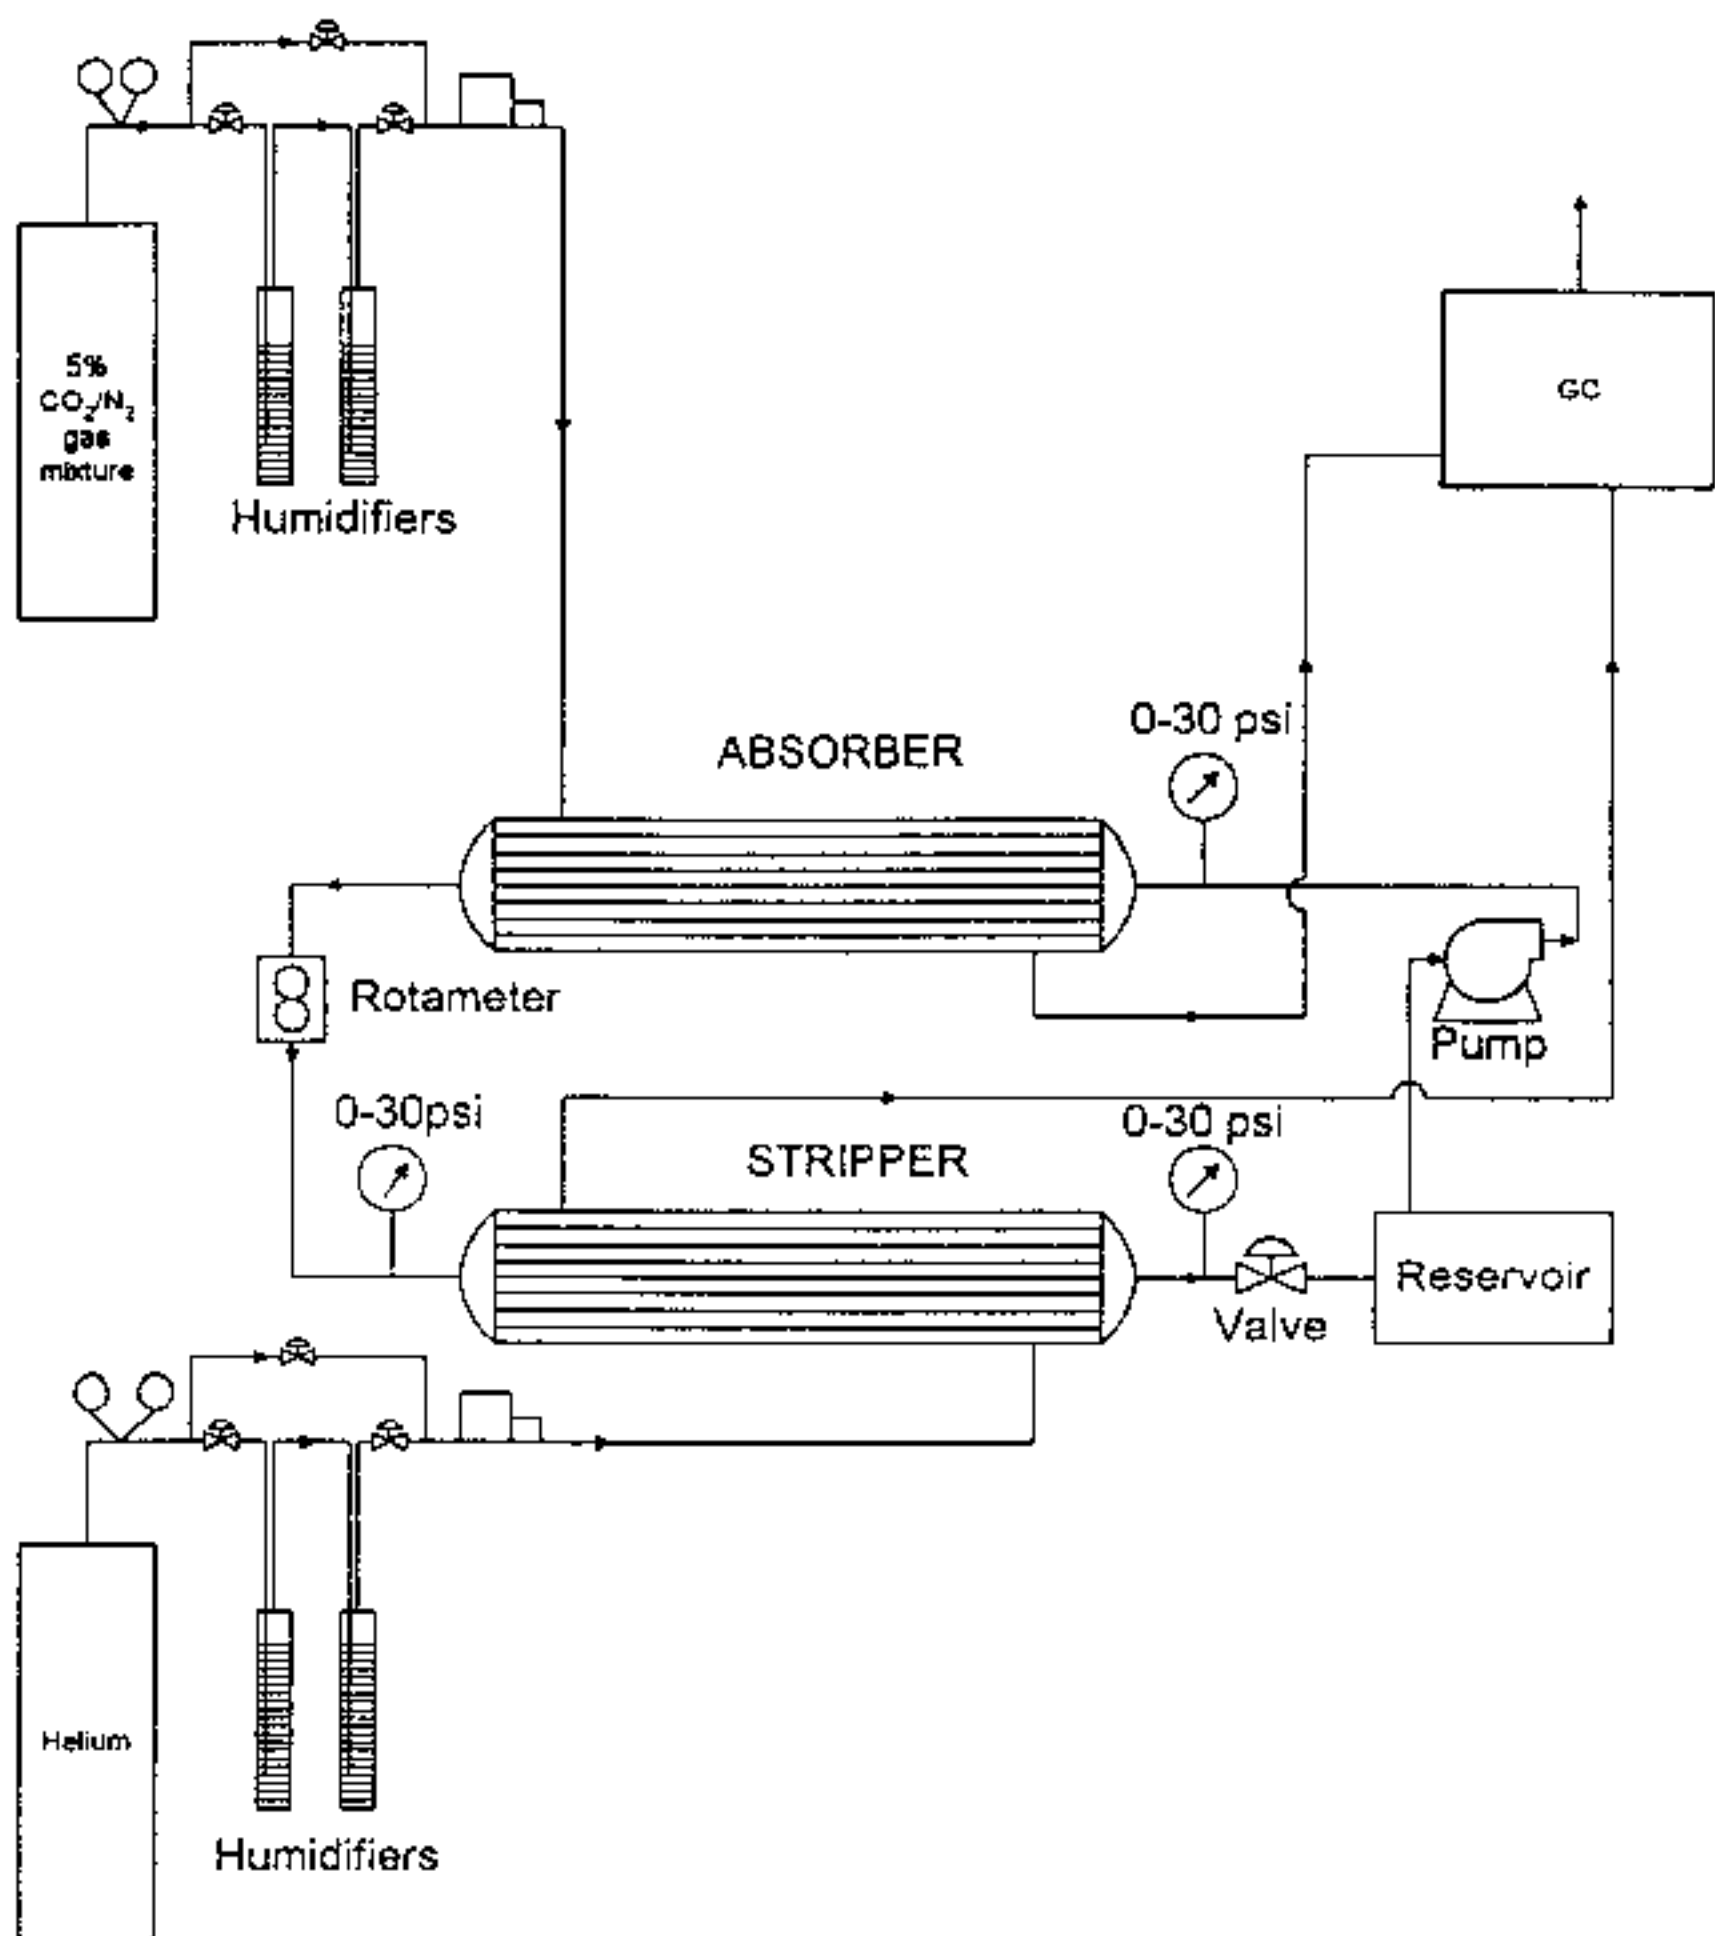 5%
CO₂/N₂
gas
mixture
Humidifiers
GC
0-30 psi
ABSORBER
Rotameter
Pump
0-30psi
0-30 psi
STRIPPER
Reservoir
Valve
Helium
Humidifiers